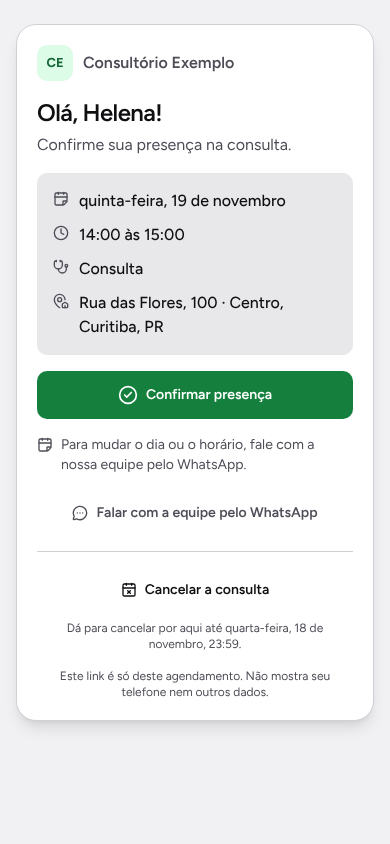 CE
Consultório Exemplo
Olá, Helena!
Confirme sua presença na consulta.
quinta-feira, 19 de novembro
14:00 às 15:00
Consulta
Rua das Flores, 100 · Centro,
Curitiba, PR
Confirmar presença
Para mudar o dia ou o horário, fale com a
nossa equipe pelo WhatsApp.
Falar com a equipe pelo WhatsApp
Cancelar a consulta
Dá para cancelar por aqui até quarta-feira, 18 de
novembro, 23:59.
Este link é só deste agendamento. Não mostra seu
telefone nem outros dados.